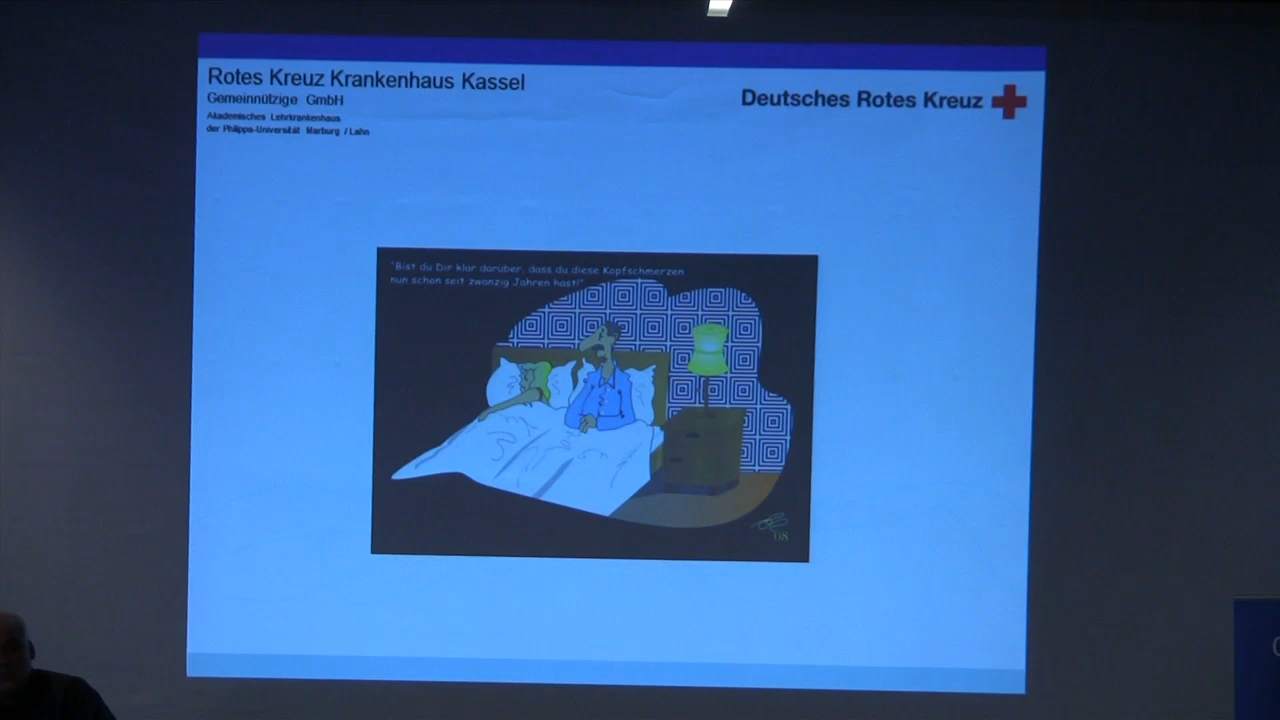 Rotes Kreuz Krankenhaus Kassel
Gemeinnützige GmbH
Akademisches Lehrkrankenhaus
der Philipps-Universität Marburg / Lahn
Deutsches Rotes Kreuz
"Bist du Dir klar darüber, dass du diese Kopfschmerzen
nun schon seit zwanzig Jahren hast!"
'08